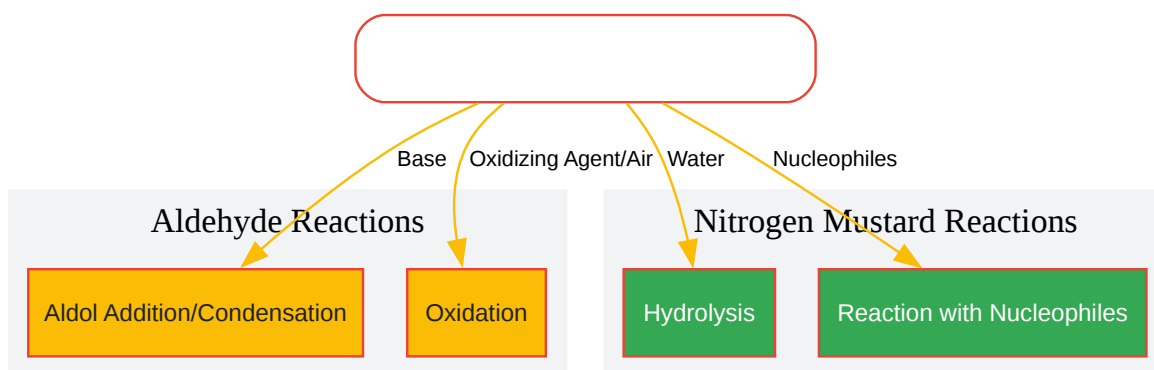 Base
Oxidizing Agent/Air
Water
Nucleophiles
Aldehyde Reactions
Nitrogen Mustard Reactions
Aldol Addition/Condensation
Oxidation
Hydrolysis
Reaction with Nucleophiles